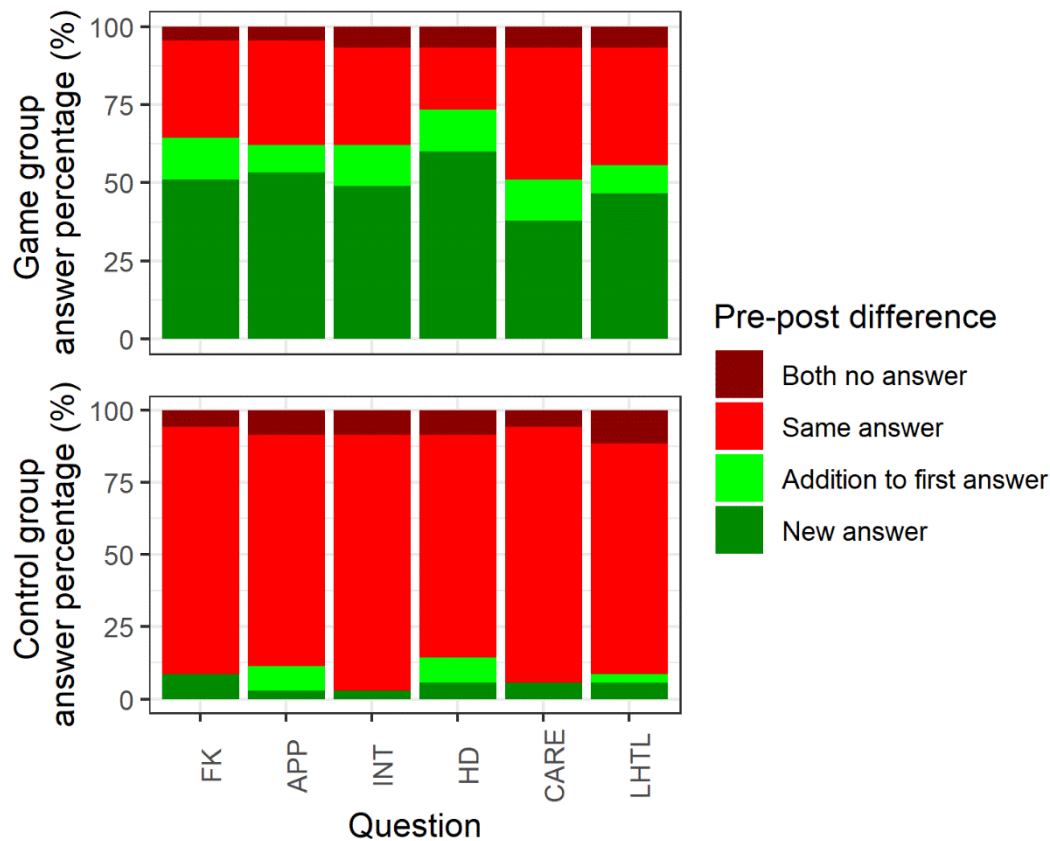 Game group
answer percentage (%)
100
75
50
25
0
Control group
answer percentage (%)
100
75
50
25
0
FK
APP
INT
HD
CARE
LHTL
Question
Pre-post difference
Both no answer
Same answer
Addition to first answer
New answer